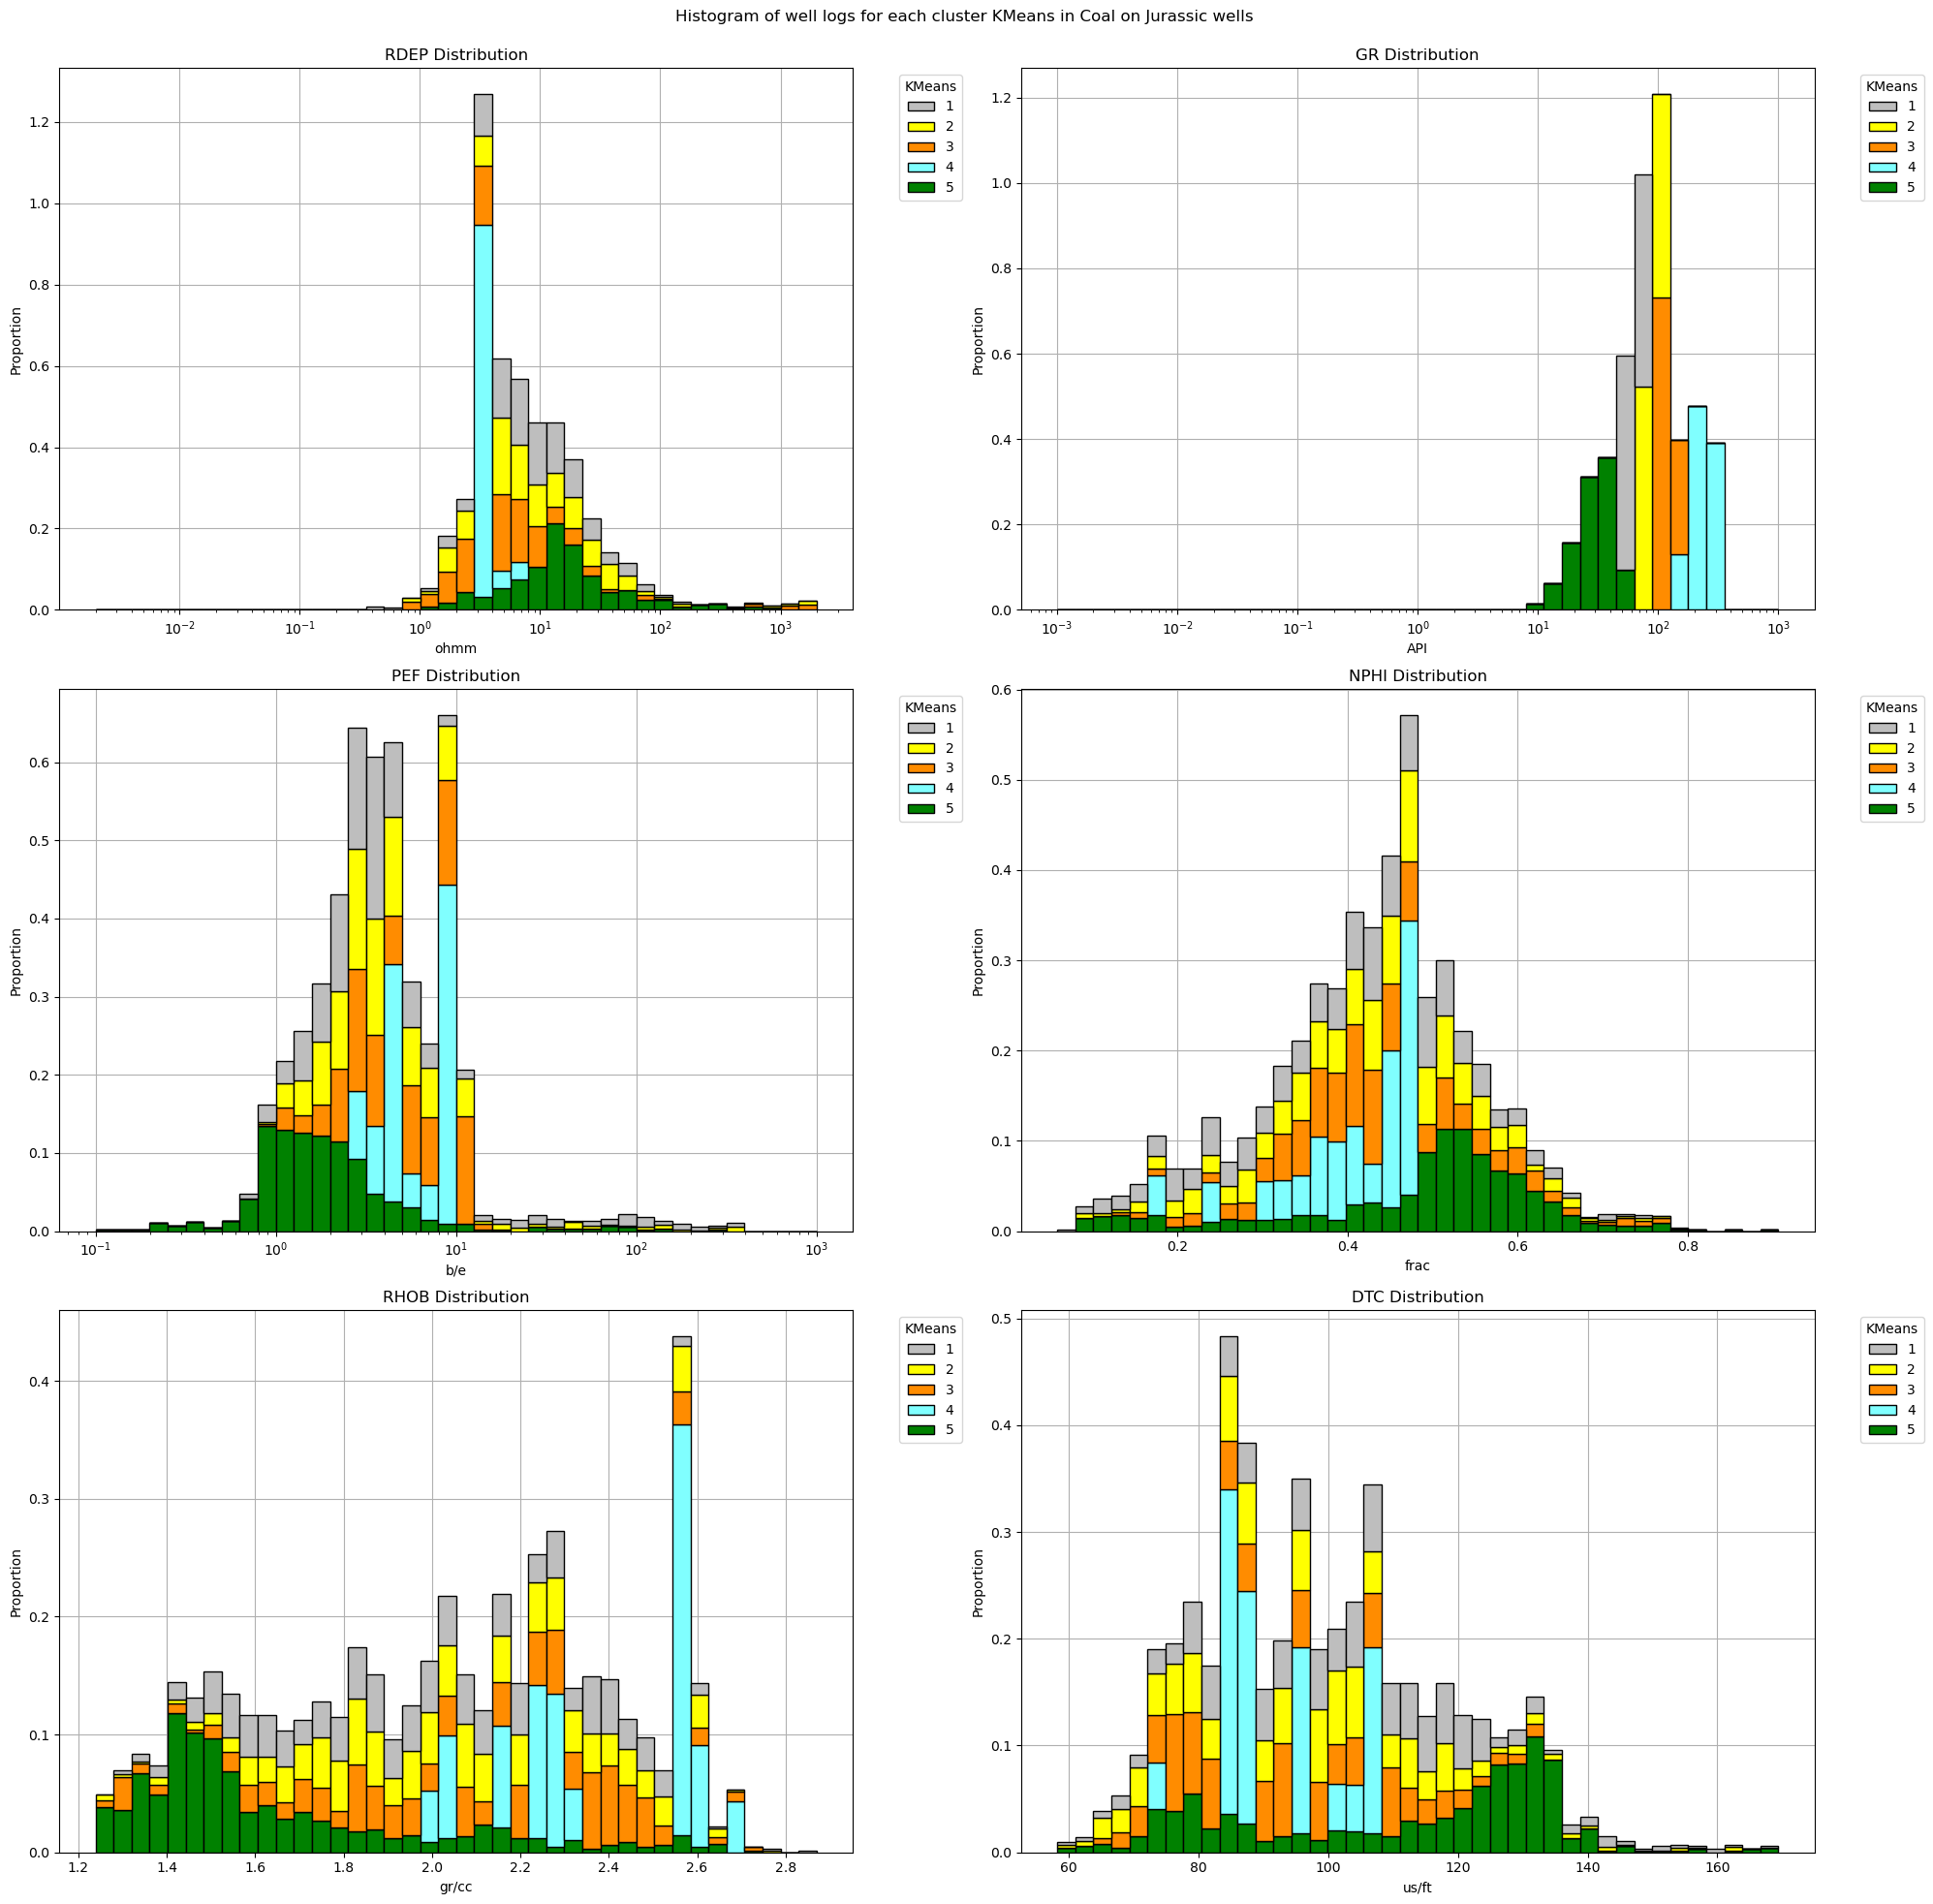 Histogram of well logs for each cluster KMeans in Coal on Jurassic wells
RDEP Distribution
Proportion
1.2
1.0
0.8
0.6
0.4
0.2
0.0
10⁻² 10⁻¹ 10⁰ 10¹ 10² 10³
ohmm
KMeans
1
2
3
4
5
GR Distribution
Proportion
1.2
1.0
0.8
0.6
0.4
0.2
0.0
10⁻³ 10⁻² 10⁻¹ 10⁰ 10¹ 10² 10³
API
KMeans
1
2
3
4
5
PEF Distribution
Proportion
0.6
0.5
0.4
0.3
0.2
0.1
0.0
10⁻¹ 10⁰ 10¹ 10² 10³
b/e
KMeans
1
2
3
4
5
NPHI Distribution
Proportion
0.6
0.5
0.4
0.3
0.2
0.1
0.0
0.2 0.4 0.6 0.8
frac
KMeans
1
2
3
4
5
RHOB Distribution
Proportion
0.4
0.3
0.2
0.1
0.0
1.2 1.4 1.6 1.8 2.0 2.2 2.4 2.6 2.8
gr/cc
KMeans
1
2
3
4
5
DTC Distribution
Proportion
0.5
0.4
0.3
0.2
0.1
0.0
60 80 100 120 140 160
us/ft
KMeans
1
2
3
4
5